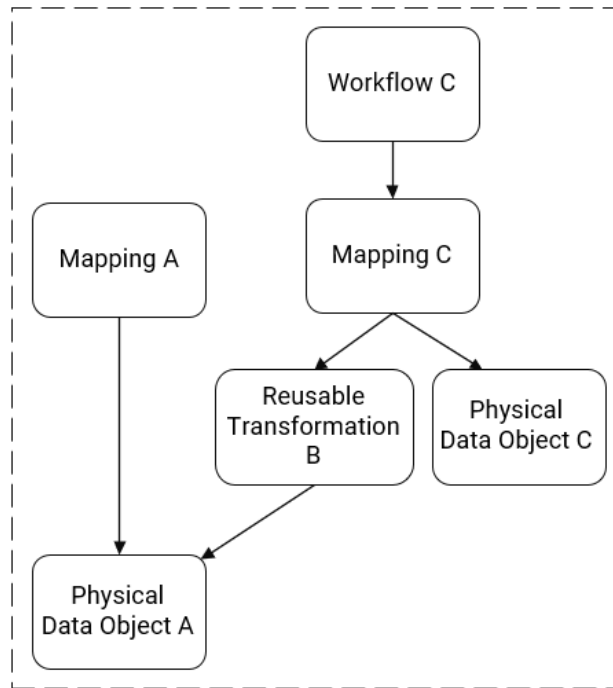 Workflow C
Mapping A
Mapping C
Reusable
Transformation
B
Physical
Data Object C
Physical
Data Object A